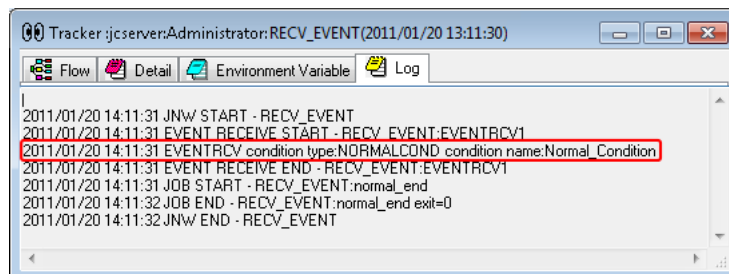 Tracker :jcserver:Administrator:RECV_EVENT(2011/01/20 13:11:30)
Flow Detail Environment Variable Log
2011/01/20 14:11:31 JNW START - RECV_EVENT
2011/01/20 14:11:31 EVENT RECEIVE START - RECV_EVENT:EVENTRCV1
2011/01/20 14:11:31 EVENTRCV condition type:NORMALCOND condition name:Normal_Condition
2011/01/20 14:11:31 EVENT RECEIVE END - RECV_EVENT:EVENTRCV1
2011/01/20 14:11:31 JOB START - RECV_EVENT:normal_end
2011/01/20 14:11:32 JOB END - RECV_EVENT:normal_end exit=0
2011/01/20 14:11:32 JNW END - RECV_EVENT